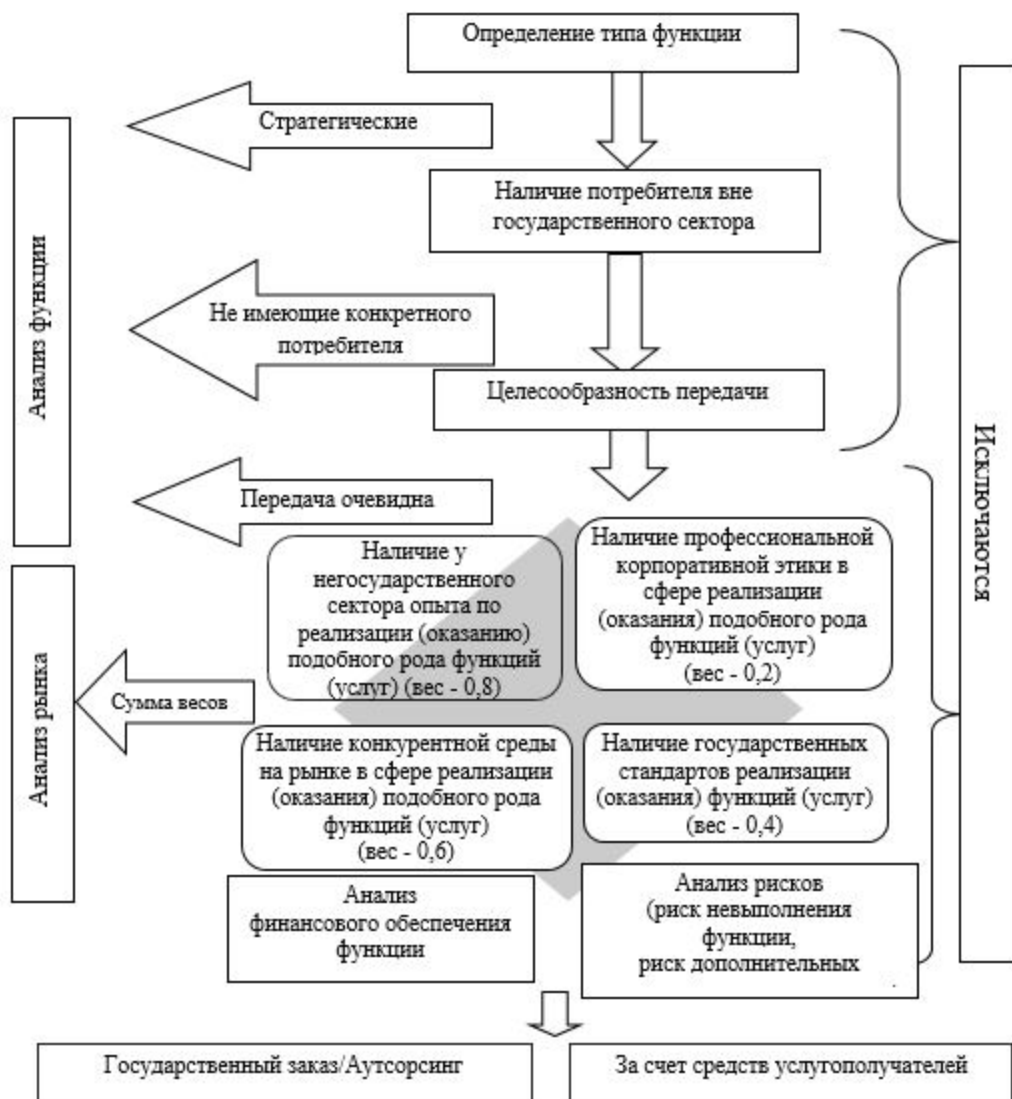 Определение типа функции
Стратегические
Наличие потребителя вне
государственного сектора
Не имеющие конкретного
потребителя
Целесообразность передачи
Передача очевидна
Анализ функции
Исключаются
Наличие у
негосударственного
сектора опыта по
реализации (оказанию)
подобного рода функций
(услуг) (вес - 0,8)
Наличие профессиональной
корпоративной этики в
сфере реализации
(оказания) подобного рода
функций (услуг)
(вес - 0,2)
Сумма весов
Анализ рынка
Наличие конкурентной среды
на рынке в сфере реализации
(оказания) подобного рода
функций (услуг)
(вес - 0,6)
Наличие государственных
стандартов реализации
(оказания) функций (услуг)
(вес - 0,4)
Анализ
финансового обеспечения
функции
Анализ рисков
(риск невыполнения
функции,
риск дополнительных
Государственный заказ/Аутсорсинг
За счет средств услугополучателей